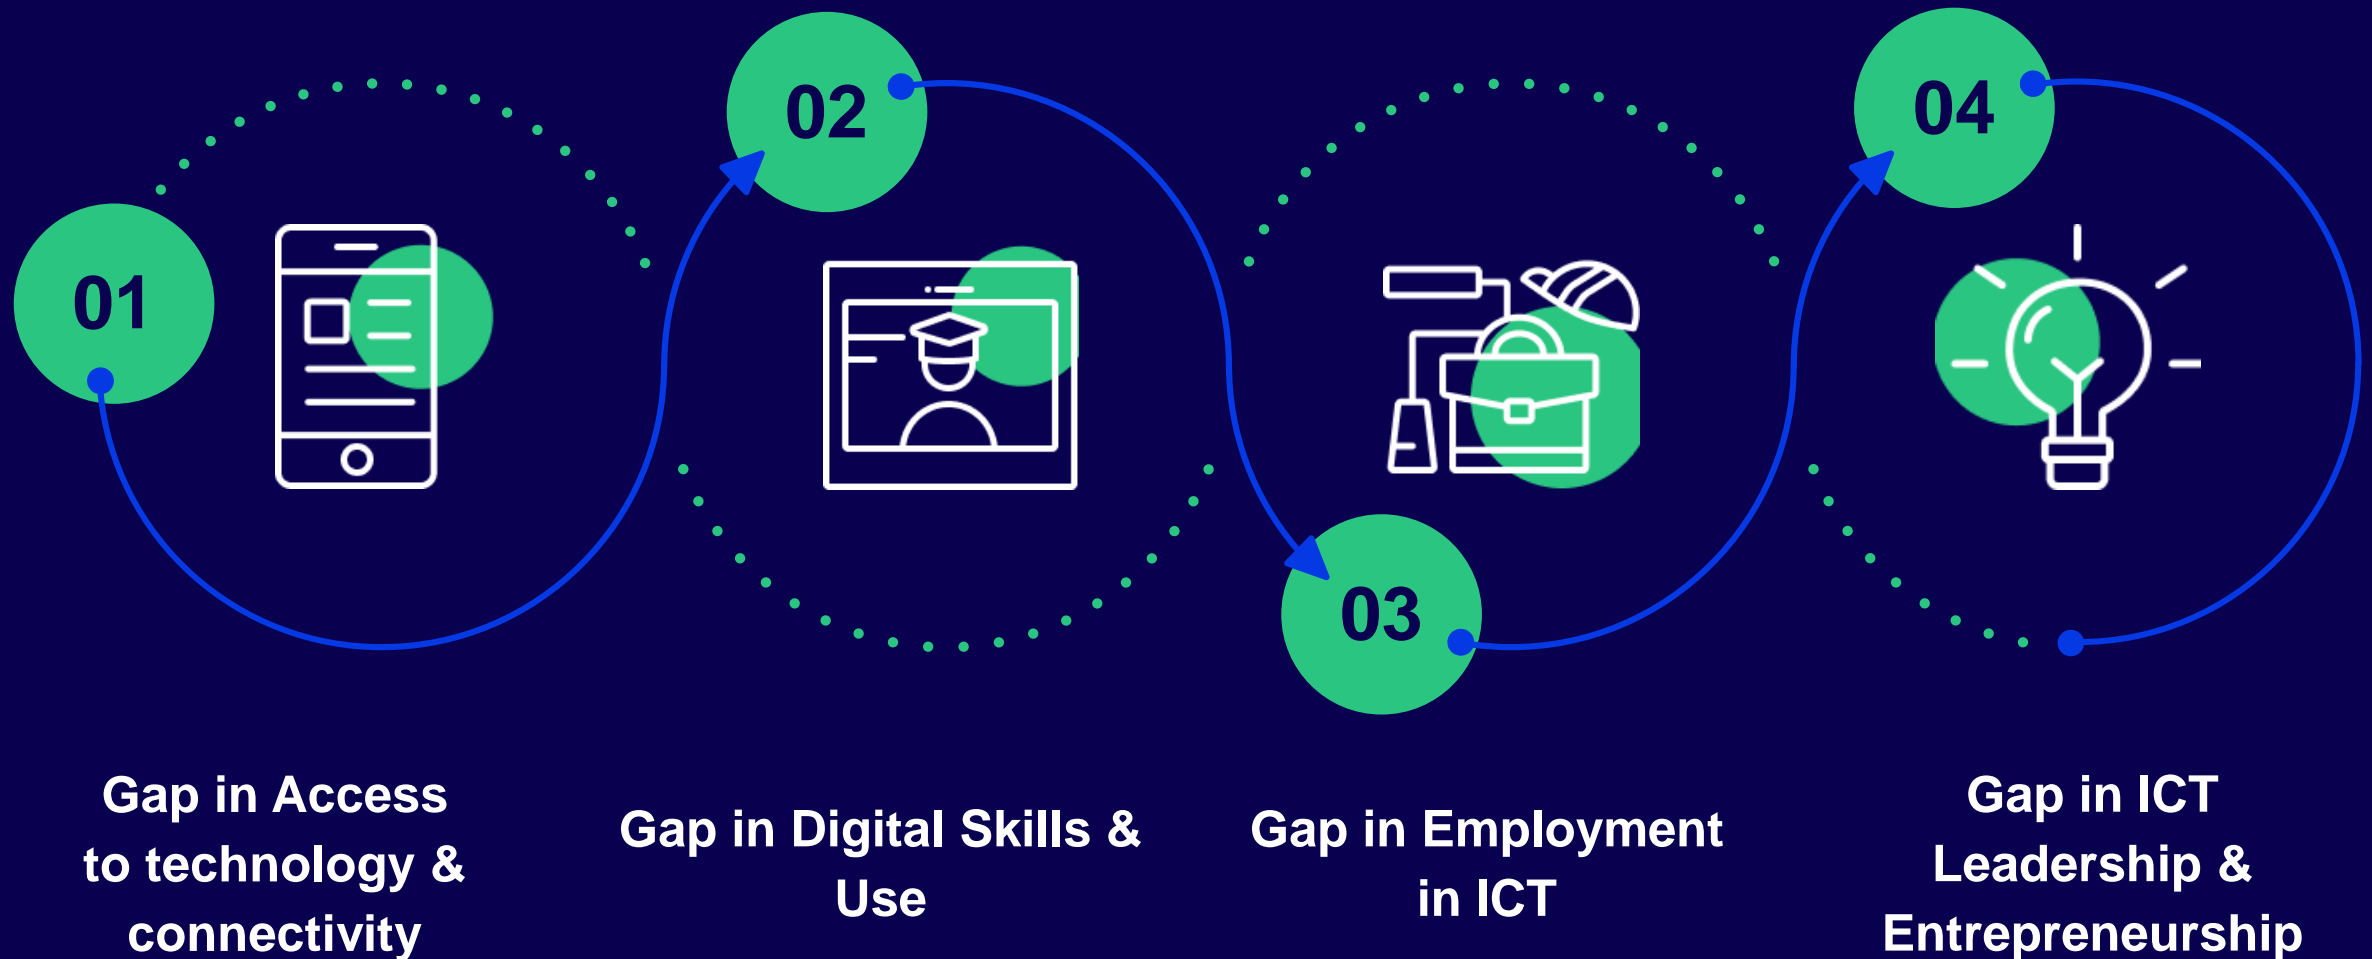 01
02
03
04
Gap in Access
to technology &
connectivity
Gap in Digital Skills &
Use
Gap in Employment
in ICT
Gap in ICT
Leadership &
Entrepreneurship